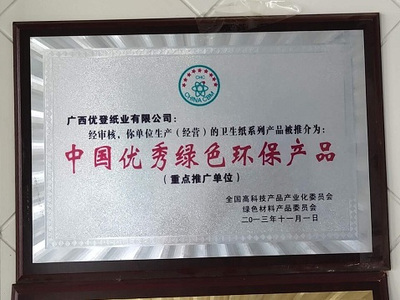 CHC
CHINA CBM
广西优登纸业有限公司：
经审核，你单位生产（经营）的卫生纸系列产品被推介为：
中国优秀绿色环保产品
（重点推广单位）
全国高科技产品产业化委员会
绿色材料产品委员会
二〇一三年十一月一日